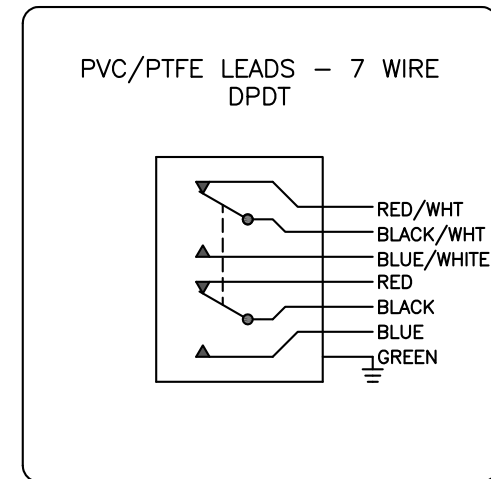 PVC/PTFE LEADS – 7 WIRE
DPDT
RED/WHT
BLACK/WHT
BLUE/WHITE
RED
BLACK
BLUE
GREEN